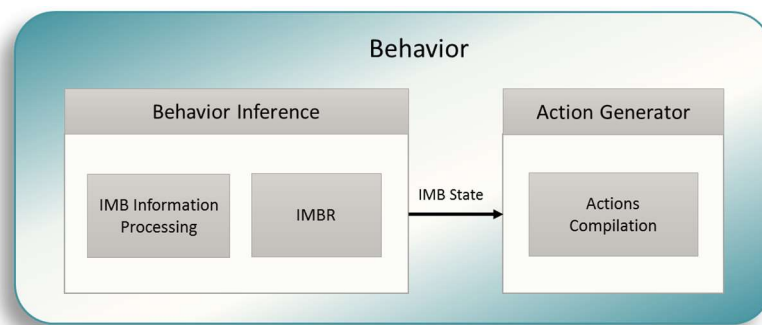 Behavior
Behavior Inference
Action Generator
IMB Information
Processing
IMBR
IMB State
Actions
Compilation